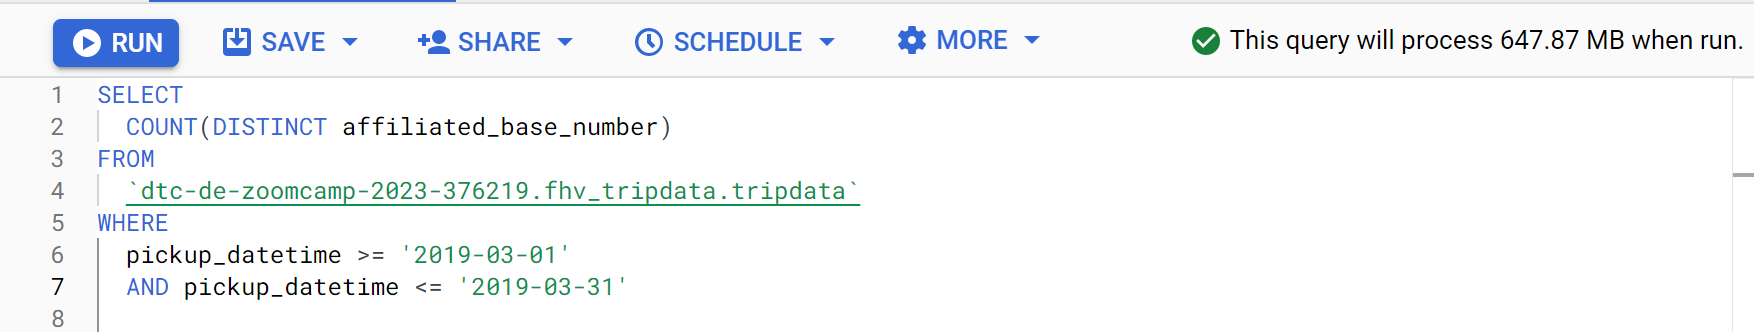 RUN SAVE SHARE SCHEDULE MORE This query will process 647.87 MB when run.
1 SELECT
2 COUNT(DISTINCT affiliated_base_number)
3 FROM
4 `dtc-de-zoomcamp-2023-376219.fhv_tripdata.tripdata`
5 WHERE
6 pickup_datetime >= '2019-03-01'
7 AND pickup_datetime <= '2019-03-31'
8